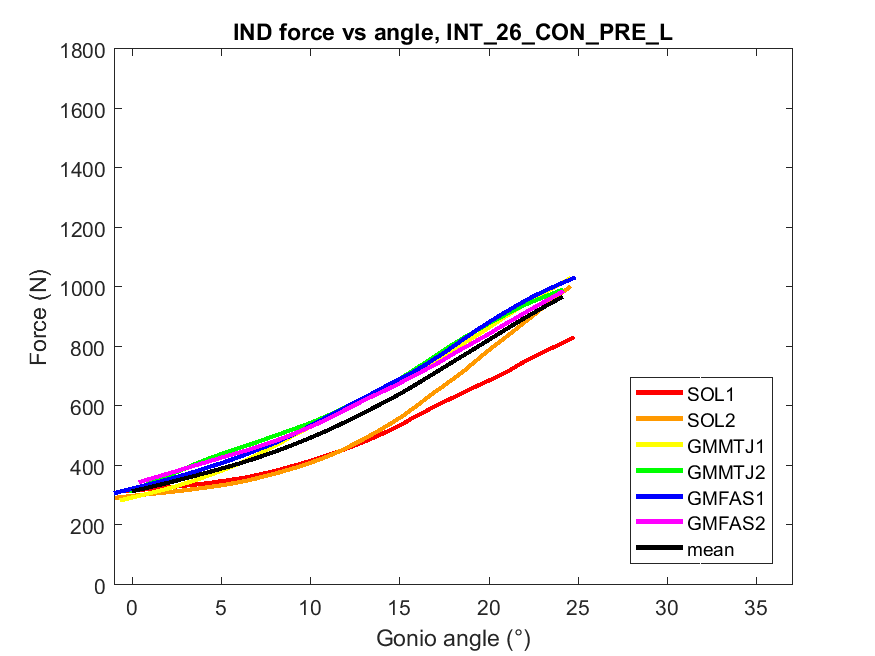 IND force vs angle, INT_26_CON_PRE_L
1800
1600
1400
1200
1000
800
600
400
200
0
Force (N)
0 5 10 15 20 25 30 35
Gonio angle (°)
SOL1
SOL2
GMMTJ1
GMMTJ2
GMFAS1
GMFAS2
mean